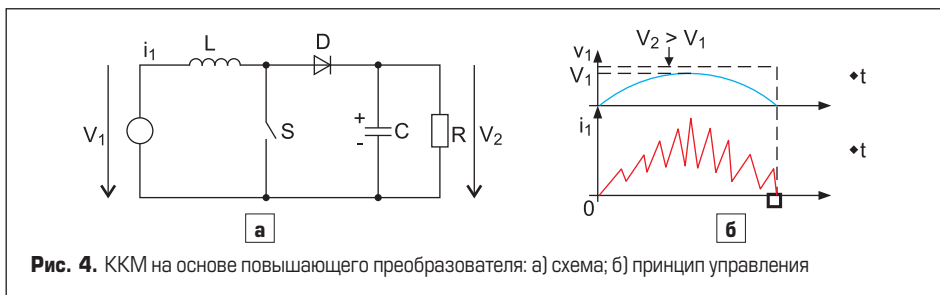 i₁ L D
V₁ S + - C R V₂
а
V₂ > V₁
v₁
V₁
t
i₁
t
0
б
Рис. 4. ККМ на основе повышающего преобразователя: а) схема; б) принцип управления